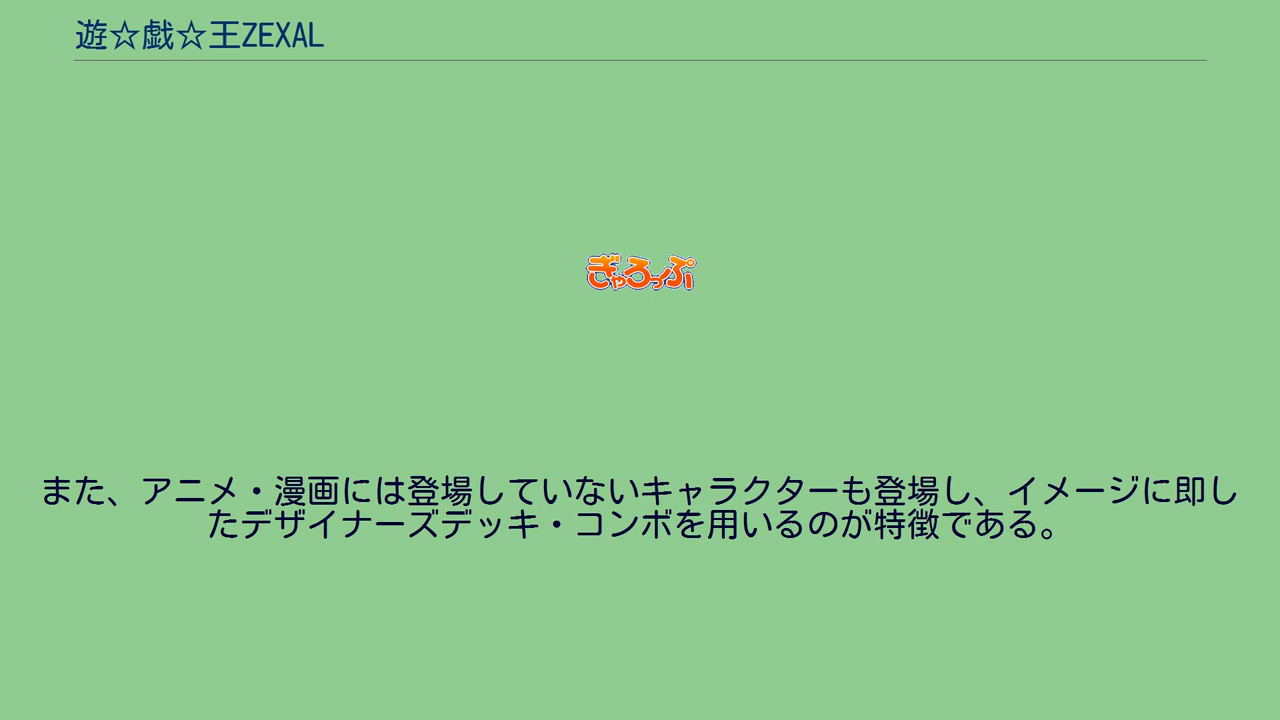 遊☆戯☆王ZEXAL
ぎゃろっぷ
また、アニメ・漫画には登場していないキャラクターも登場し、イメージに即し
たデザイナーズデッキ・コンボを用いるのが特徴である。